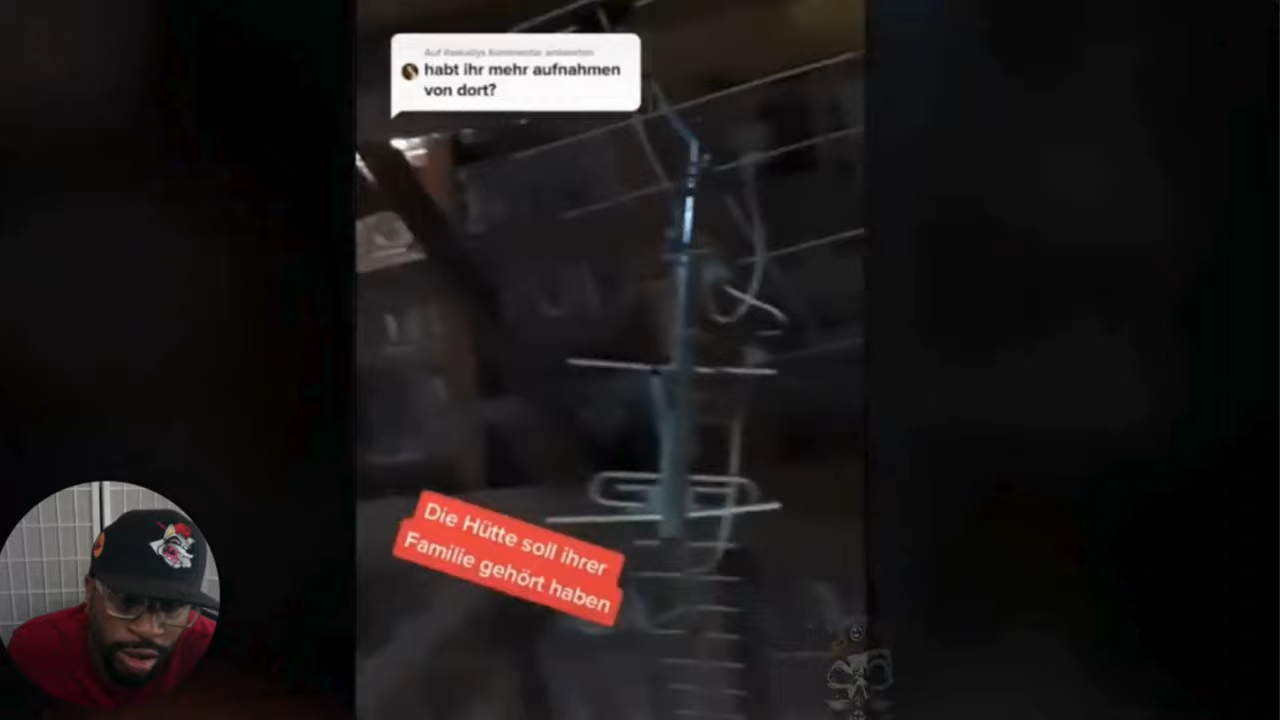 habt ihr mehr aufnahmen
von dort?
Die Hütte soll ihrer
Familie gehört haben